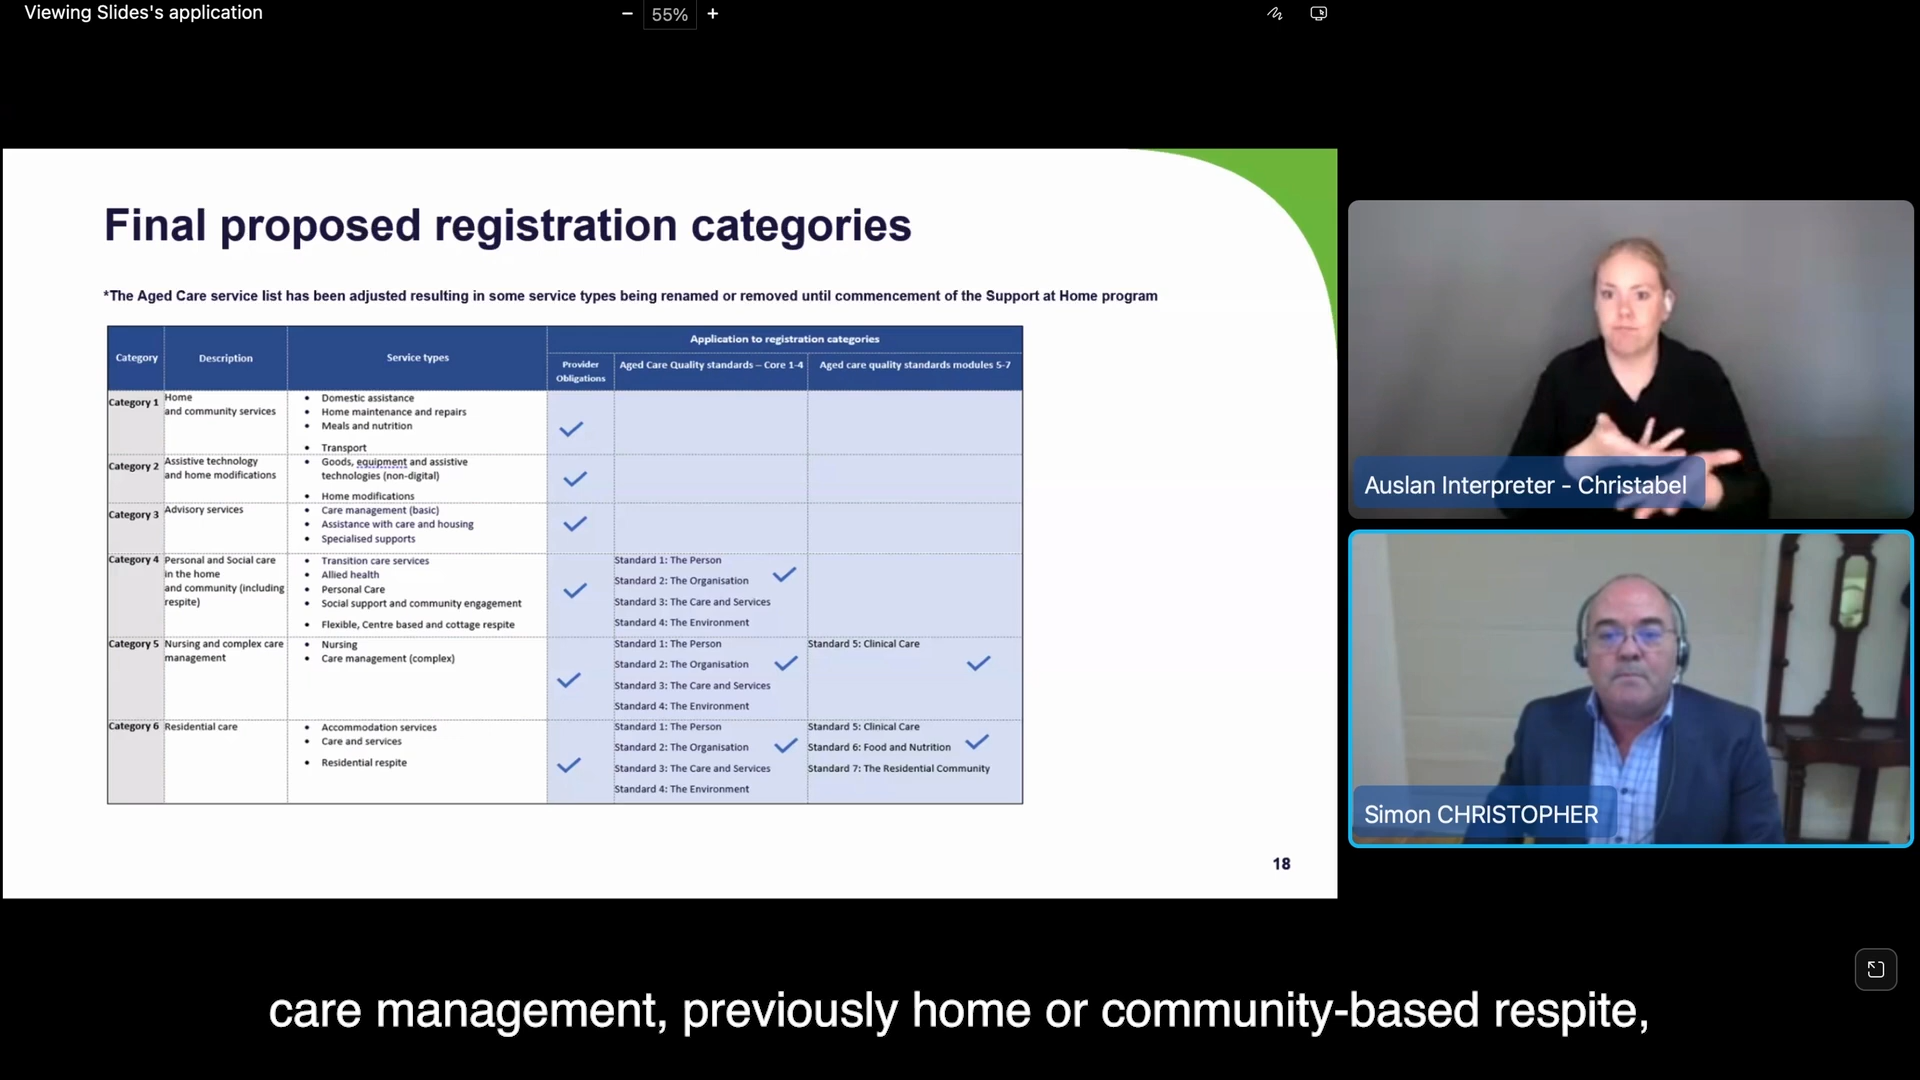 Viewing Slides's application
55%
Final proposed registration categories
*The Aged Care service list has been adjusted resulting in some service types being renamed or removed until commencement of the Support at Home program
Category
Description
Service types
Application to registration categories
Provider
Obligations
Aged Care Quality standards – Core 1-4
Aged care quality standards modules 5-7
Category 1
Home
and community services
• Domestic assistance
• Home maintenance and repairs
• Meals and nutrition
• Transport
Category 2
Assistive technology
and home modifications
• Goods, equipment and assistive
technologies (non-digital)
• Home modifications
Category 3
Advisory services
• Care management (basic)
• Assistance with care and housing
• Specialised supports
Category 4
Personal and Social care
in the home
and community (including
respite)
• Transition care services
• Allied health
• Personal Care
• Social support and community engagement
• Flexible, Centre based and cottage respite
Standard 1: The Person
Standard 2: The Organisation
Standard 3: The Care and Services
Standard 4: The Environment
Category 5
Nursing and complex care
management
• Nursing
• Care management (complex)
Standard 1: The Person
Standard 2: The Organisation
Standard 3: The Care and Services
Standard 4: The Environment
Standard 5: Clinical Care
Category 6
Residential care
• Accommodation services
• Care and services
• Residential respite
Standard 1: The Person
Standard 2: The Organisation
Standard 3: The Care and Services
Standard 4: The Environment
Standard 5: Clinical Care
Standard 6: Food and Nutrition
Standard 7: The Residential Community
18
Auslan Interpreter - Christabel
Simon CHRISTOPHER
care management, previously home or community-based respite,